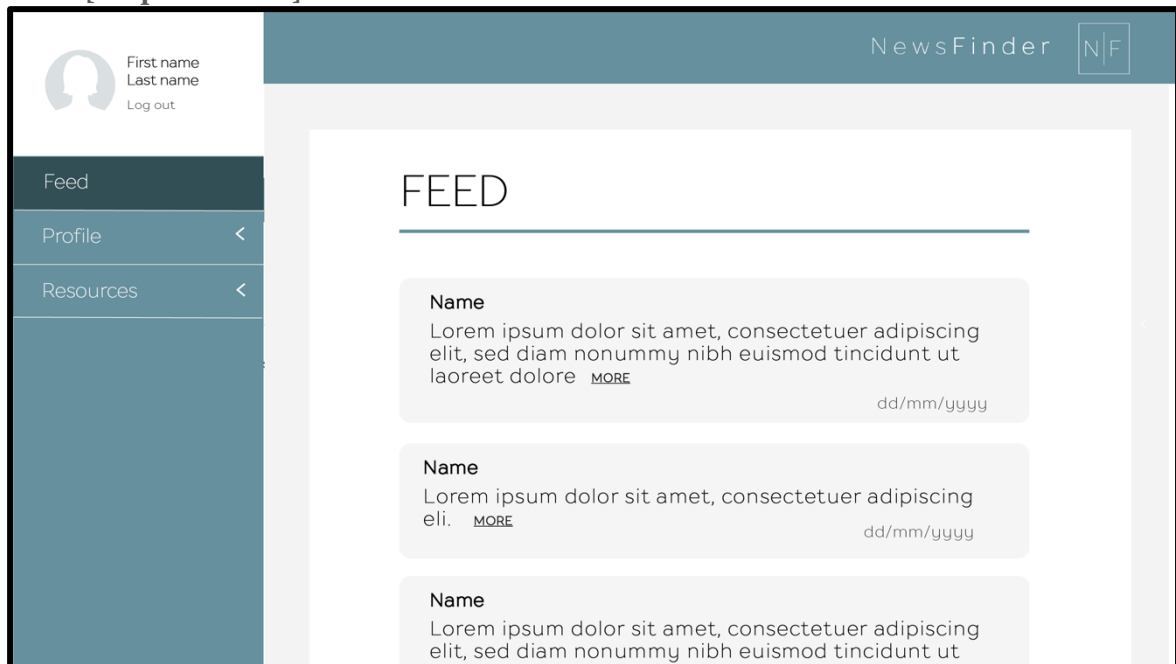 First name
Last name
Log out
NewsFinder
N|F
Feed
Profile
Resources
FEED
Name
Lorem ipsum dolor sit amet, consectetuer adipiscing
elit, sed diam nonummy nibh euismod tincidunt ut
laoreet dolore MORE
dd/mm/yyyy
Name
Lorem ipsum dolor sit amet, consectetuer adipiscing
eli. MORE
dd/mm/yyyy
Name
Lorem ipsum dolor sit amet, consectetuer adipiscing
elit, sed diam nonummy nibh euismod tincidunt ut